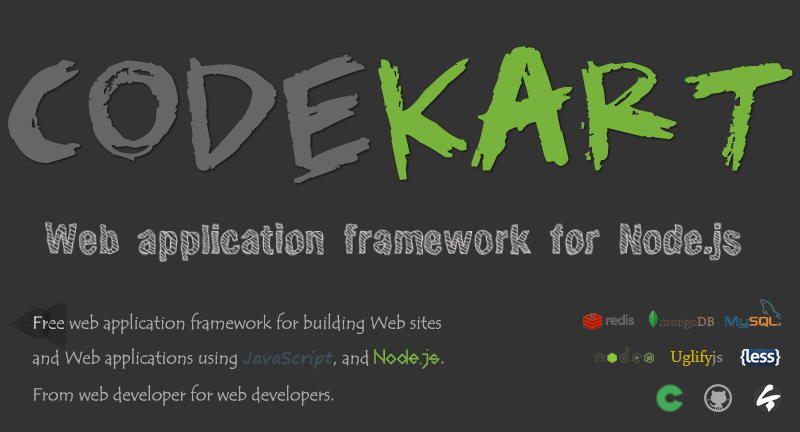 CODEKART
Web application framework for Node.js
Free web application framework for building Web sites
and Web applications using JavaScript, and Node.js.
From web developer for web developers.
redis mongoDB MySQL.
node Uglifyjs {less}